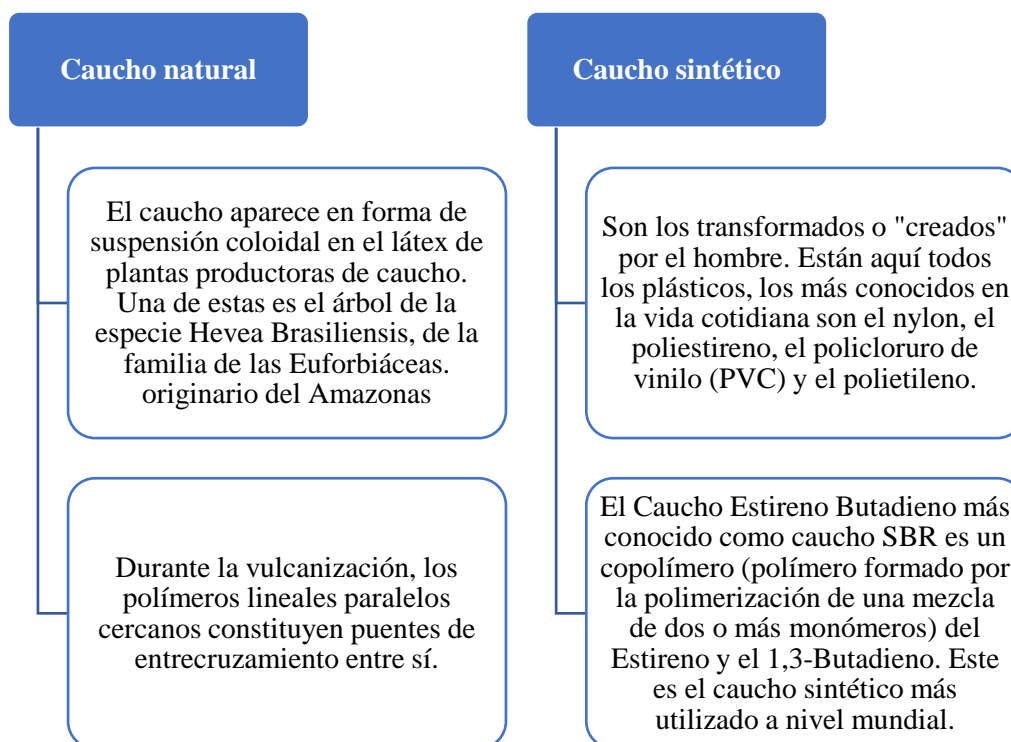 Caucho natural
El caucho aparece en forma de
suspensión coloidal en el látex de
plantas productoras de caucho.
Una de estas es el árbol de la
especie Hevea Brasiliensis, de la
familia de las Euforbiáceas.
originario del Amazonas
Durante la vulcanización, los
polímeros lineales paralelos
cercanos constituyen puentes de
entrecruzamiento entre sí.
Caucho sintético
Son los transformados o "creados"
por el hombre. Están aquí todos
los plásticos, los más conocidos en
la vida cotidiana son el nylon, el
poliestireno, el policloruro de
vinilo (PVC) y el polietileno.
El Caucho Estireno Butadieno más
conocido como caucho SBR es un
copolímero (polímero formado por
la polimerización de una mezcla
de dos o más monómeros) del
Estireno y el 1,3-Butadieno. Este
es el caucho sintético más
utilizado a nivel mundial.